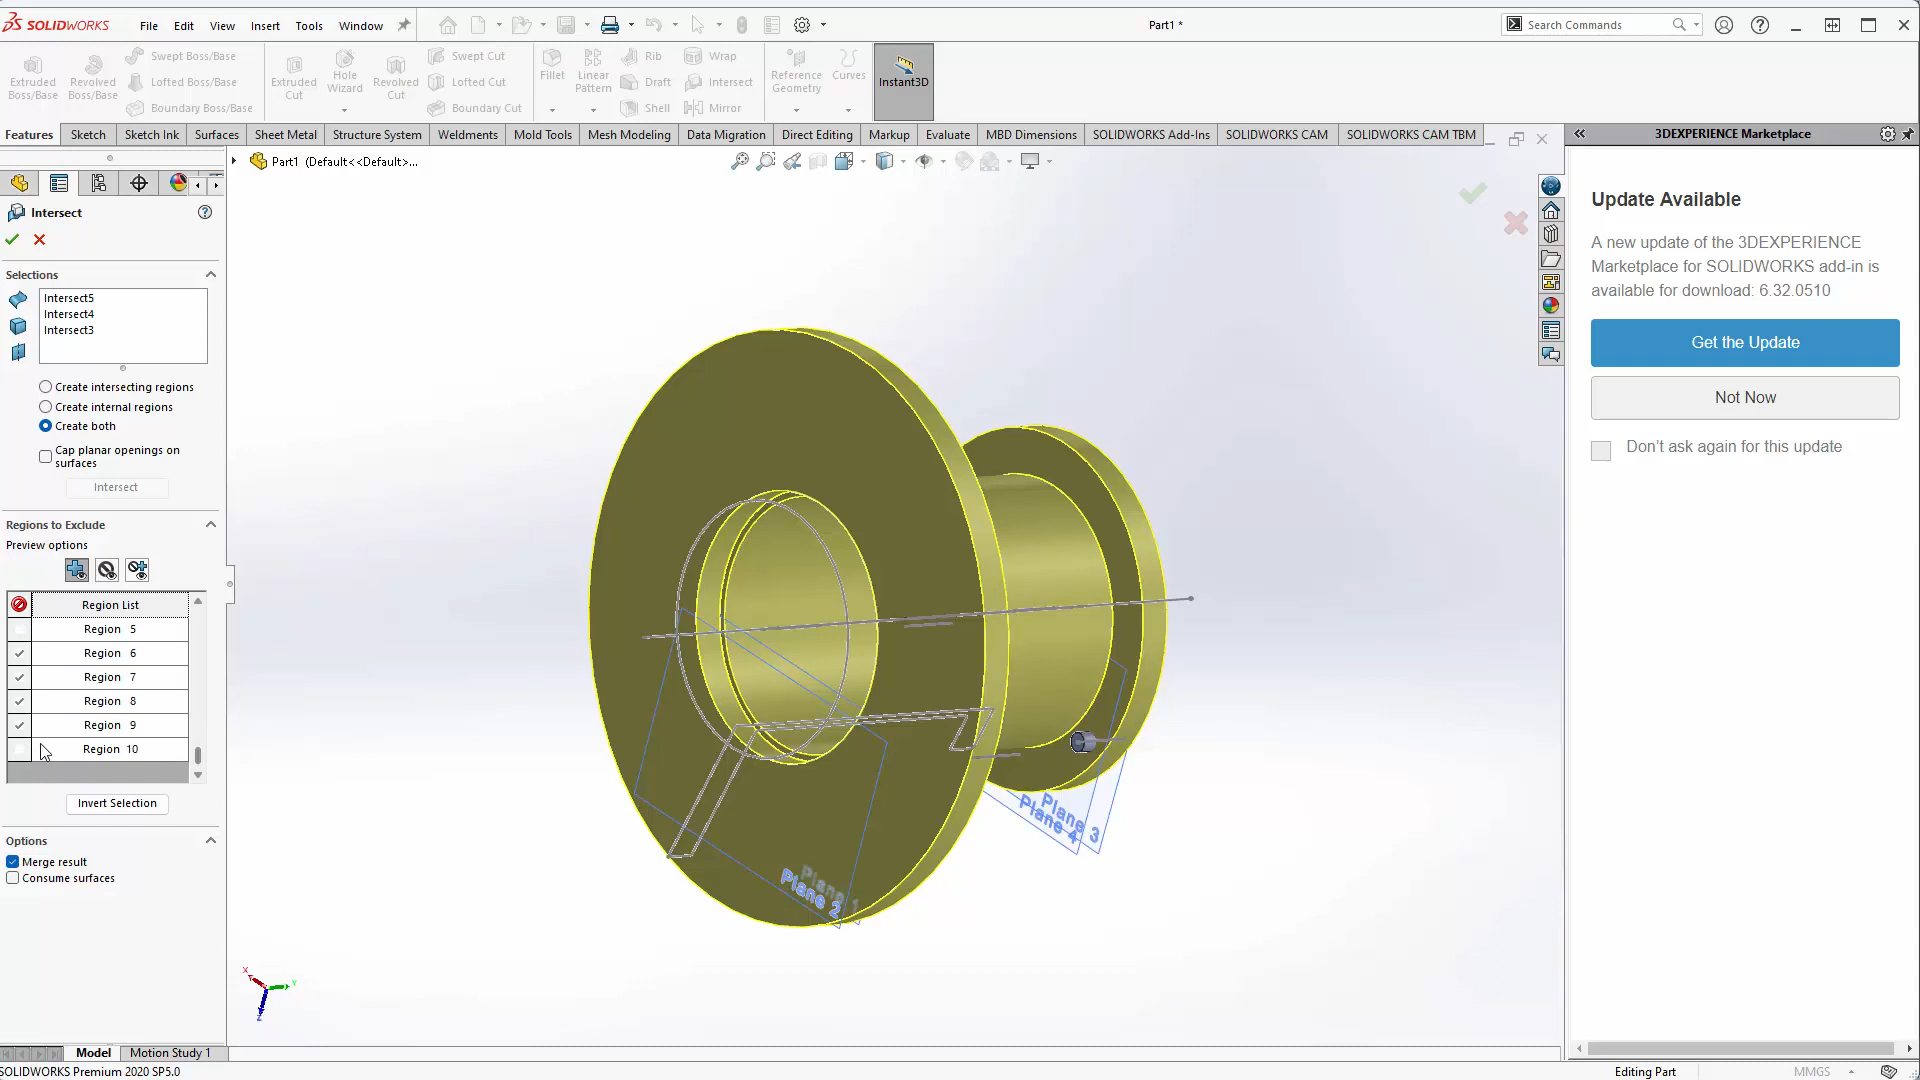 SOLIDWORKS
File Edit View Insert Tools Window
Part1 *
Search Commands
Extruded Boss/Base
Revolved Boss/Base
Swept Boss/Base
Lofted Boss/Base
Boundary Boss/Base
Extruded Cut
Hole Wizard
Revolved Cut
Swept Cut
Lofted Cut
Boundary Cut
Fillet
Linear Pattern
Rib
Draft
Shell
Wrap
Intersect
Mirror
Reference Geometry
Curves
Instant3D
Features Sketch Sketch Ink Surfaces Sheet Metal Structure System Weldments Mold Tools Mesh Modeling Data Migration Direct Editing Markup Evaluate MBD Dimensions SOLIDWORKS Add-Ins SOLIDWORKS CAM SOLIDWORKS CAM TBM
3DEXPERIENCE Marketplace
Part1 (Default<<Default>...
Intersect
Selections
Intersect5
Intersect4
Intersect3
Create intersecting regions
Create internal regions
Create both
Cap planar openings on
surfaces
Intersect
Regions to Exclude
Preview options
Region List
Region 5
Region 6
Region 7
Region 8
Region 9
Region 10
Invert Selection
Options
Merge result
Consume surfaces
Plane 1
Plane 2
Plane 3
Plane 4
X
Y
Z
Update Available
A new update of the 3DEXPERIENCE
Marketplace for SOLIDWORKS add-in is
available for download: 6.32.0510
Get the Update
Not Now
Don't ask again for this update
Model Motion Study 1
SOLIDWORKS Premium 2020 SP5.0
Editing Part
MMGS